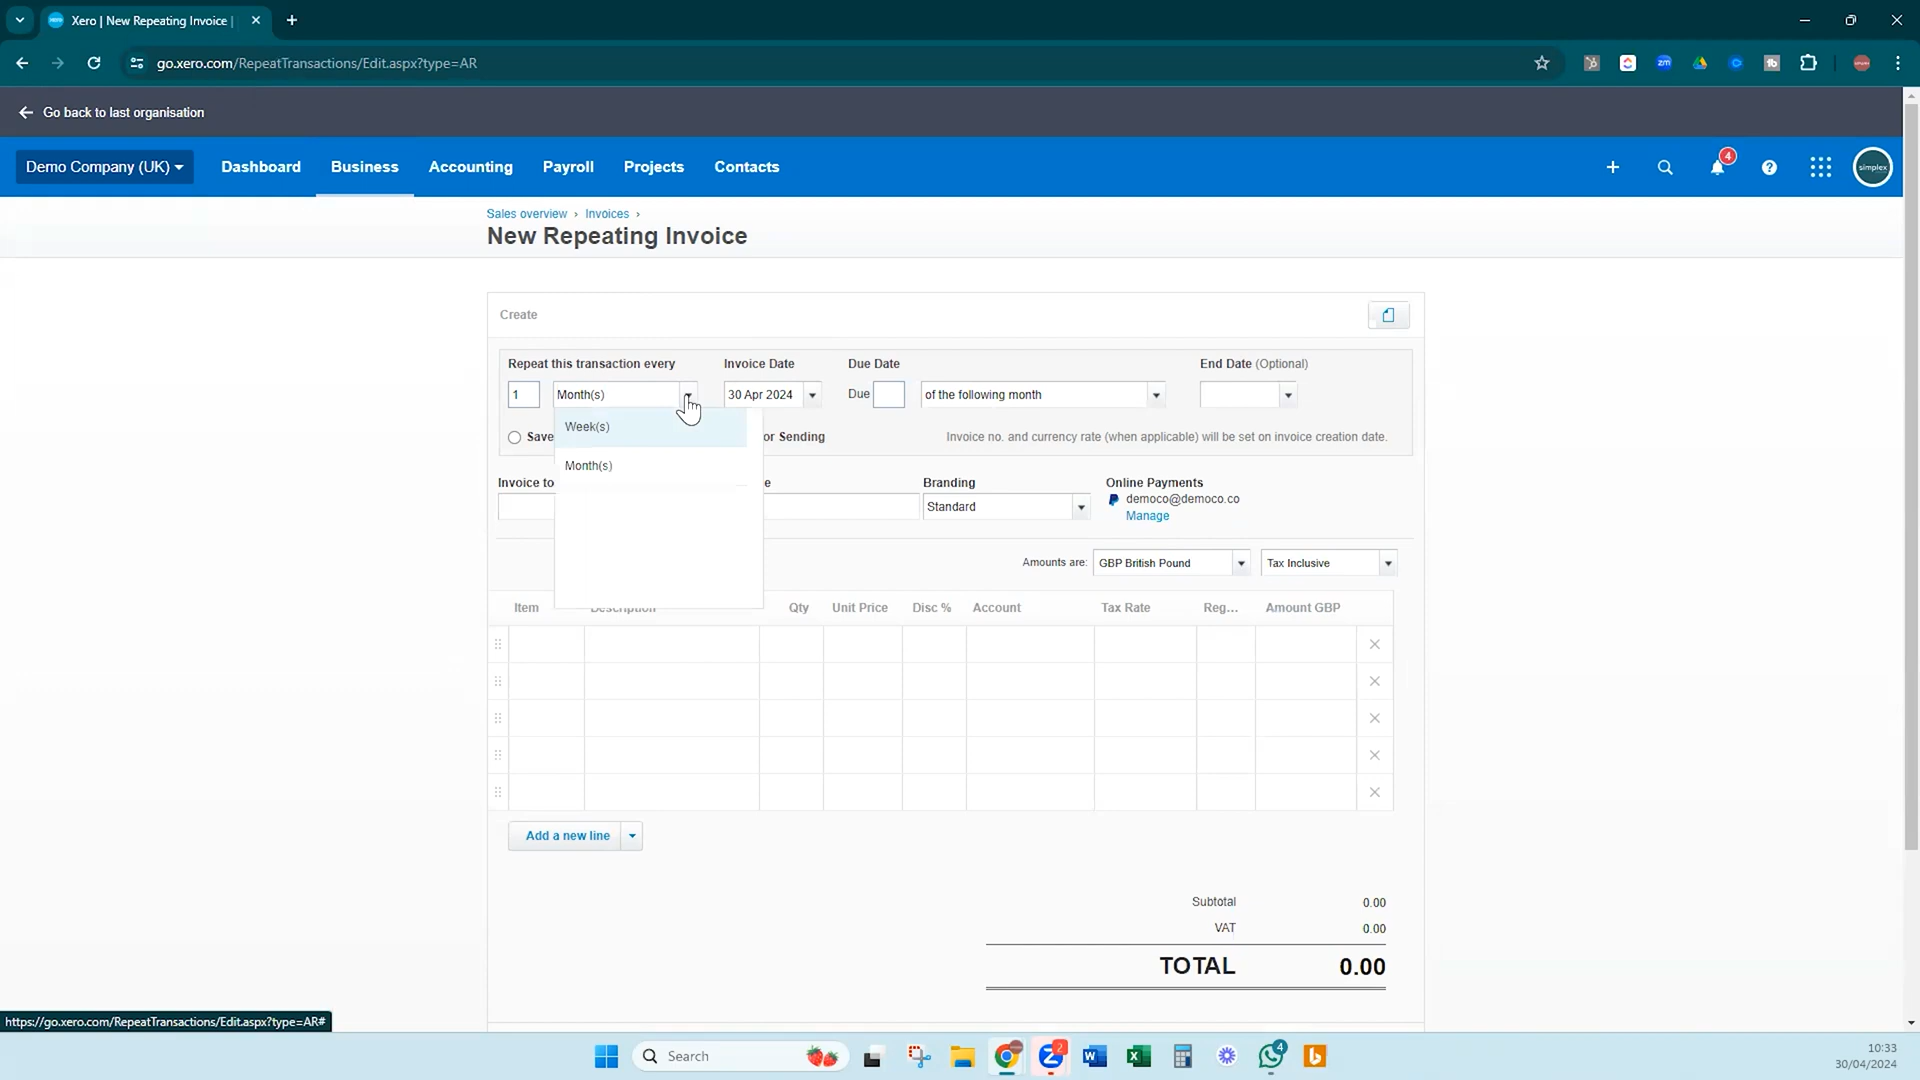 Xero | New Repeating Invoice |
go.xero.com/RepeatTransactions/Edit.aspx?type=AR
zm
Go back to last organisation
Demo Company (UK)
Dashboard
Business
Accounting
Payroll
Projects
Contacts
4
simplex
Sales overview › Invoices ›
New Repeating Invoice
Create
Repeat this transaction every
Invoice Date
Due Date
End Date (Optional)
1
Month(s)
30 Apr 2024
Due
of the following month
Week(s)
Month(s)
Save
or Sending
Invoice no. and currency rate (when applicable) will be set on invoice creation date.
Invoice to
e
Branding
Online Payments
Standard
democo@democo.co
Manage
Amounts are:
GBP British Pound
Tax Inclusive
Item
Description
Qty
Unit Price
Disc %
Account
Tax Rate
Reg...
Amount GBP
Add a new line
Subtotal
0.00
VAT
0.00
TOTAL
0.00
https://go.xero.com/RepeatTransactions/Edit.aspx?type=AR#
Search
2
4
10:33
30/04/2024